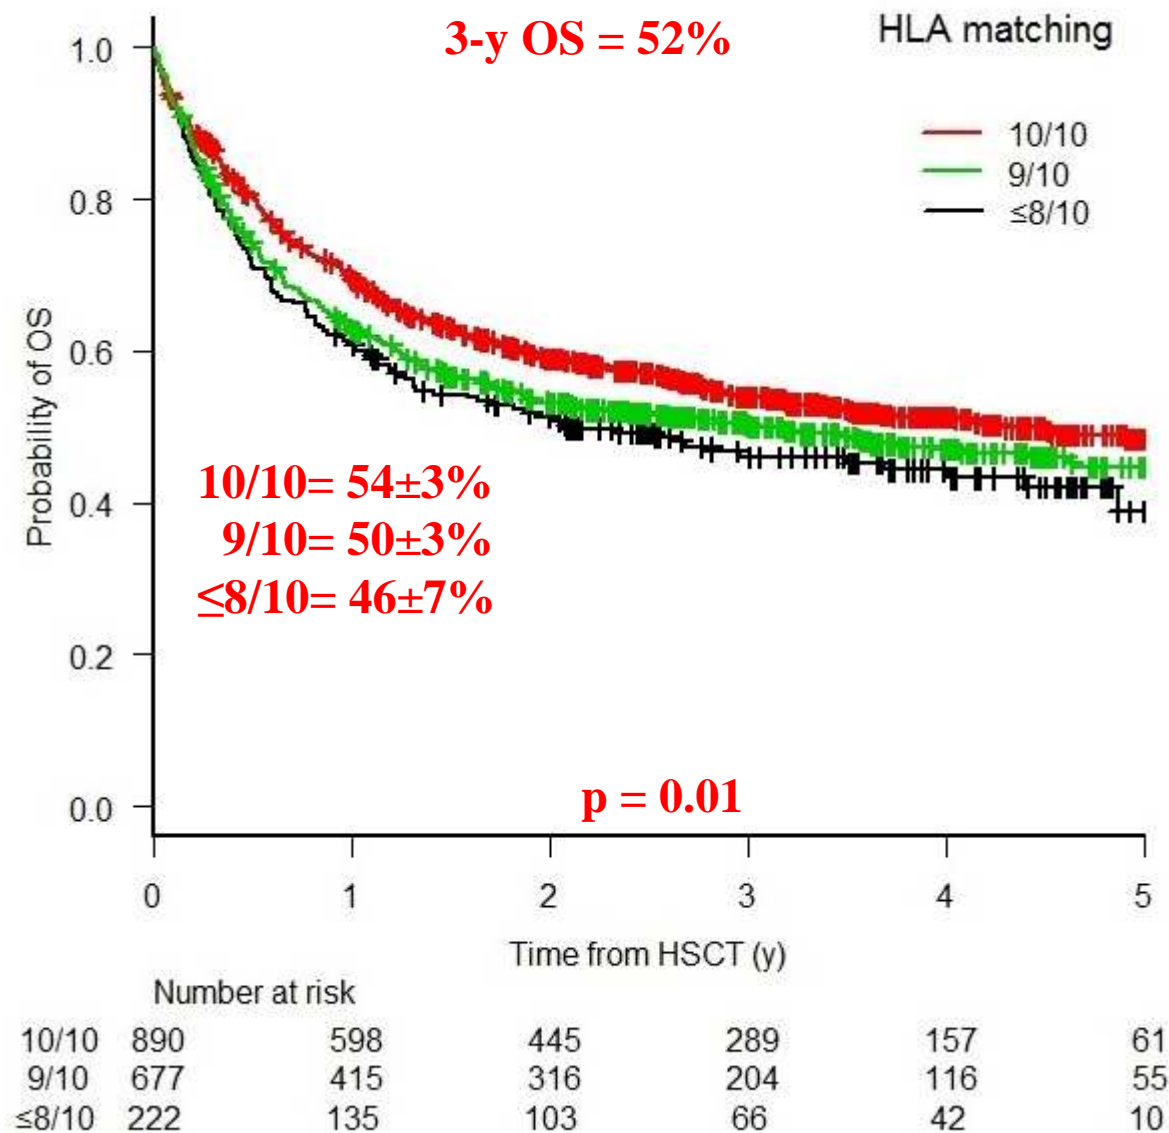 3-y OS = 52%
HLA matching
10/10
9/10
≤8/10
Probability of OS
1.0
0.8
0.6
0.4
0.2
0.0
10/10= 54±3%
9/10= 50±3%
≤8/10= 46±7%
p = 0.01
0 1 2 3 4 5
Time from HSCT (y)
Number at risk
10/10 890 598 445 289 157 61
9/10 677 415 316 204 116 55
≤8/10 222 135 103 66 42 10